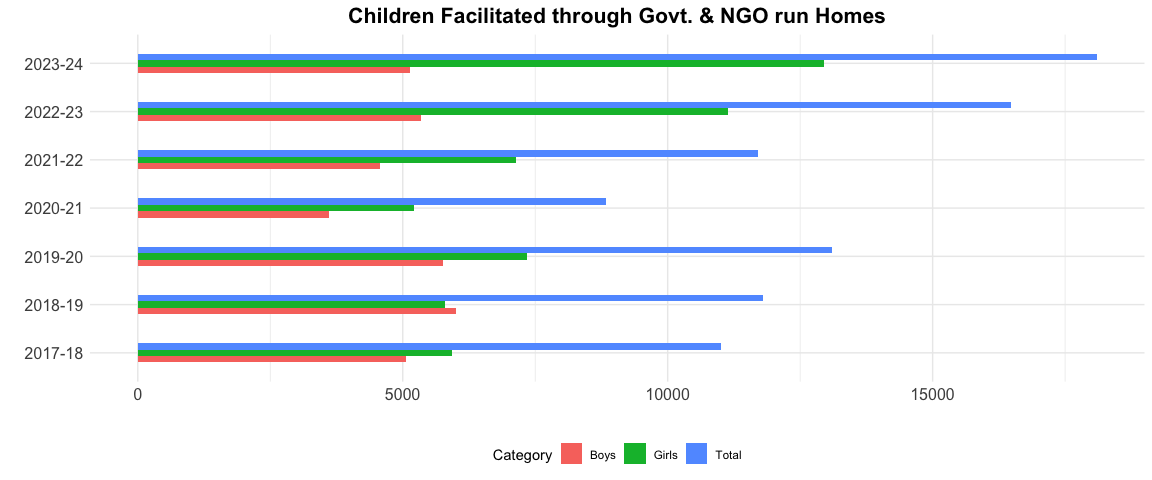 Children Facilitated through Govt. & NGO run Homes
2023-24
2022-23
2021-22
2020-21
2019-20
2018-19
2017-18
0 5000 10000 15000
Category Boys Girls Total